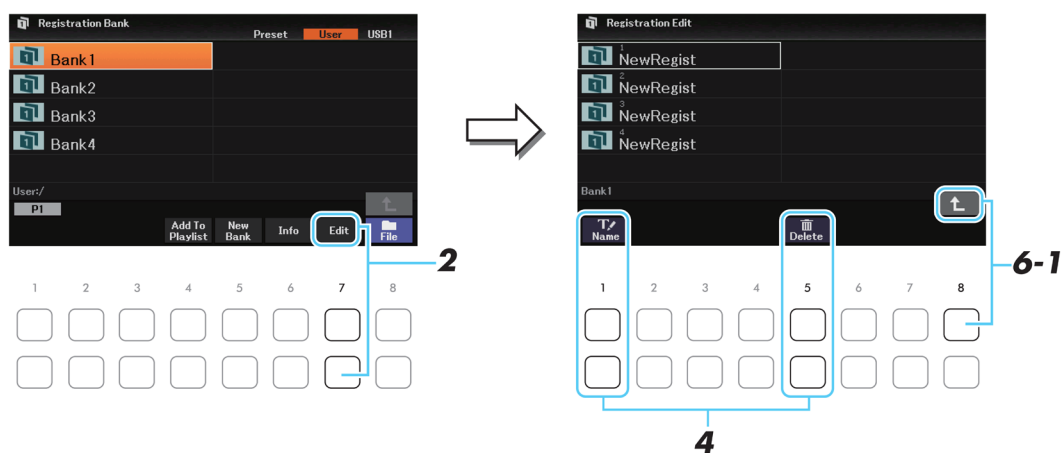 Registration Bank
Preset User USB1
Bank1
Bank2
Bank3
Bank4
User:/
P1
Add To Playlist
New Bank
Info
Edit
File
2
1 2 3 4 5 6 7 8
Registration Edit
1
NewRegist
2
NewRegist
3
NewRegist
4
NewRegist
Bank1
Name
Delete
6-1
1 2 3 4 5 6 7 8
4